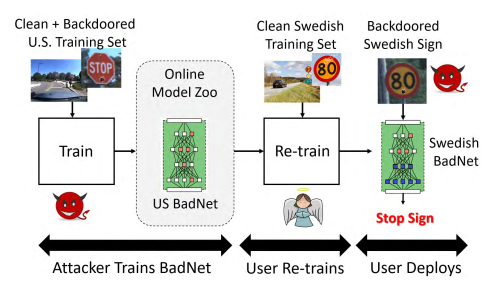 Clean + Backdoored
U.S. Training Set
STOP
Train
Online
Model Zoo
US BadNet
Clean Swedish
Training Set
80
Re-train
Backdoored
Swedish Sign
80
Swedish
BadNet
Stop Sign
Attacker Trains BadNet
User Re-trains
User Deploys